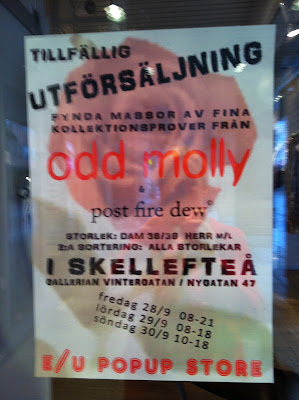 TILLFÄLLIG
UTFÖRSÄLJNING
FYNDA MASSOR AV FINA
KOLLEKTIONSPROVER FRÅN
odd molly
&
post fire dew°
STORLEK: DAM 36/38 HERR M/L
2:A SORTERING: ALLA STORLEKAR
I SKELLEFTEÅ
GALLERIAN VINTERGATAN / NYGATAN 47
fredag 28/9 08-21
lördag 29/9 08-18
söndag 30/9 10-18
E/U POPUP STORE